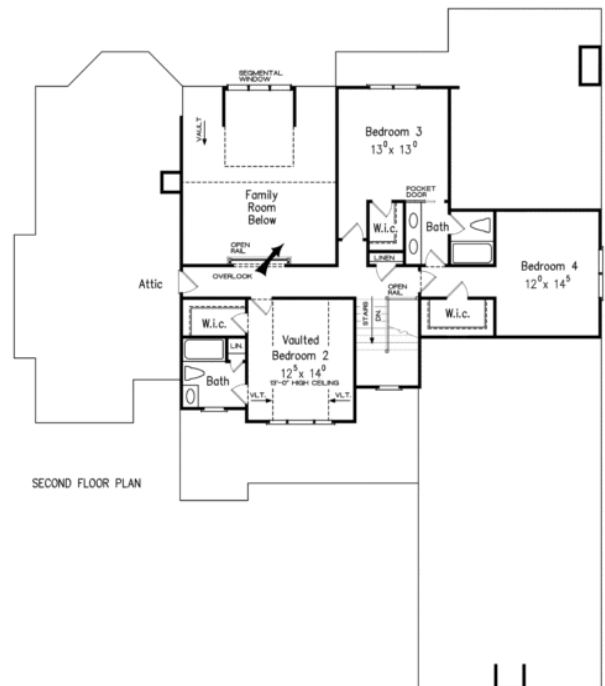 SEGMENTAL
WINDOW
VAULT
Bedroom 3
13⁰ x 13⁰
Family
Room
Below
POCKET
DOOR
W.i.c.
Bath
OPEN
RAIL
LINEN
OVERLOOK
Bedroom 4
12⁰ x 14⁵
Attic
OPEN
RAIL
W.i.c.
STAIRS
DN.
W.i.c.
LIN.
Vaulted
Bedroom 2
12⁵ x 14⁰
13'-0" HIGH CEILING
Bath
VLT.
VLT.
SECOND FLOOR PLAN